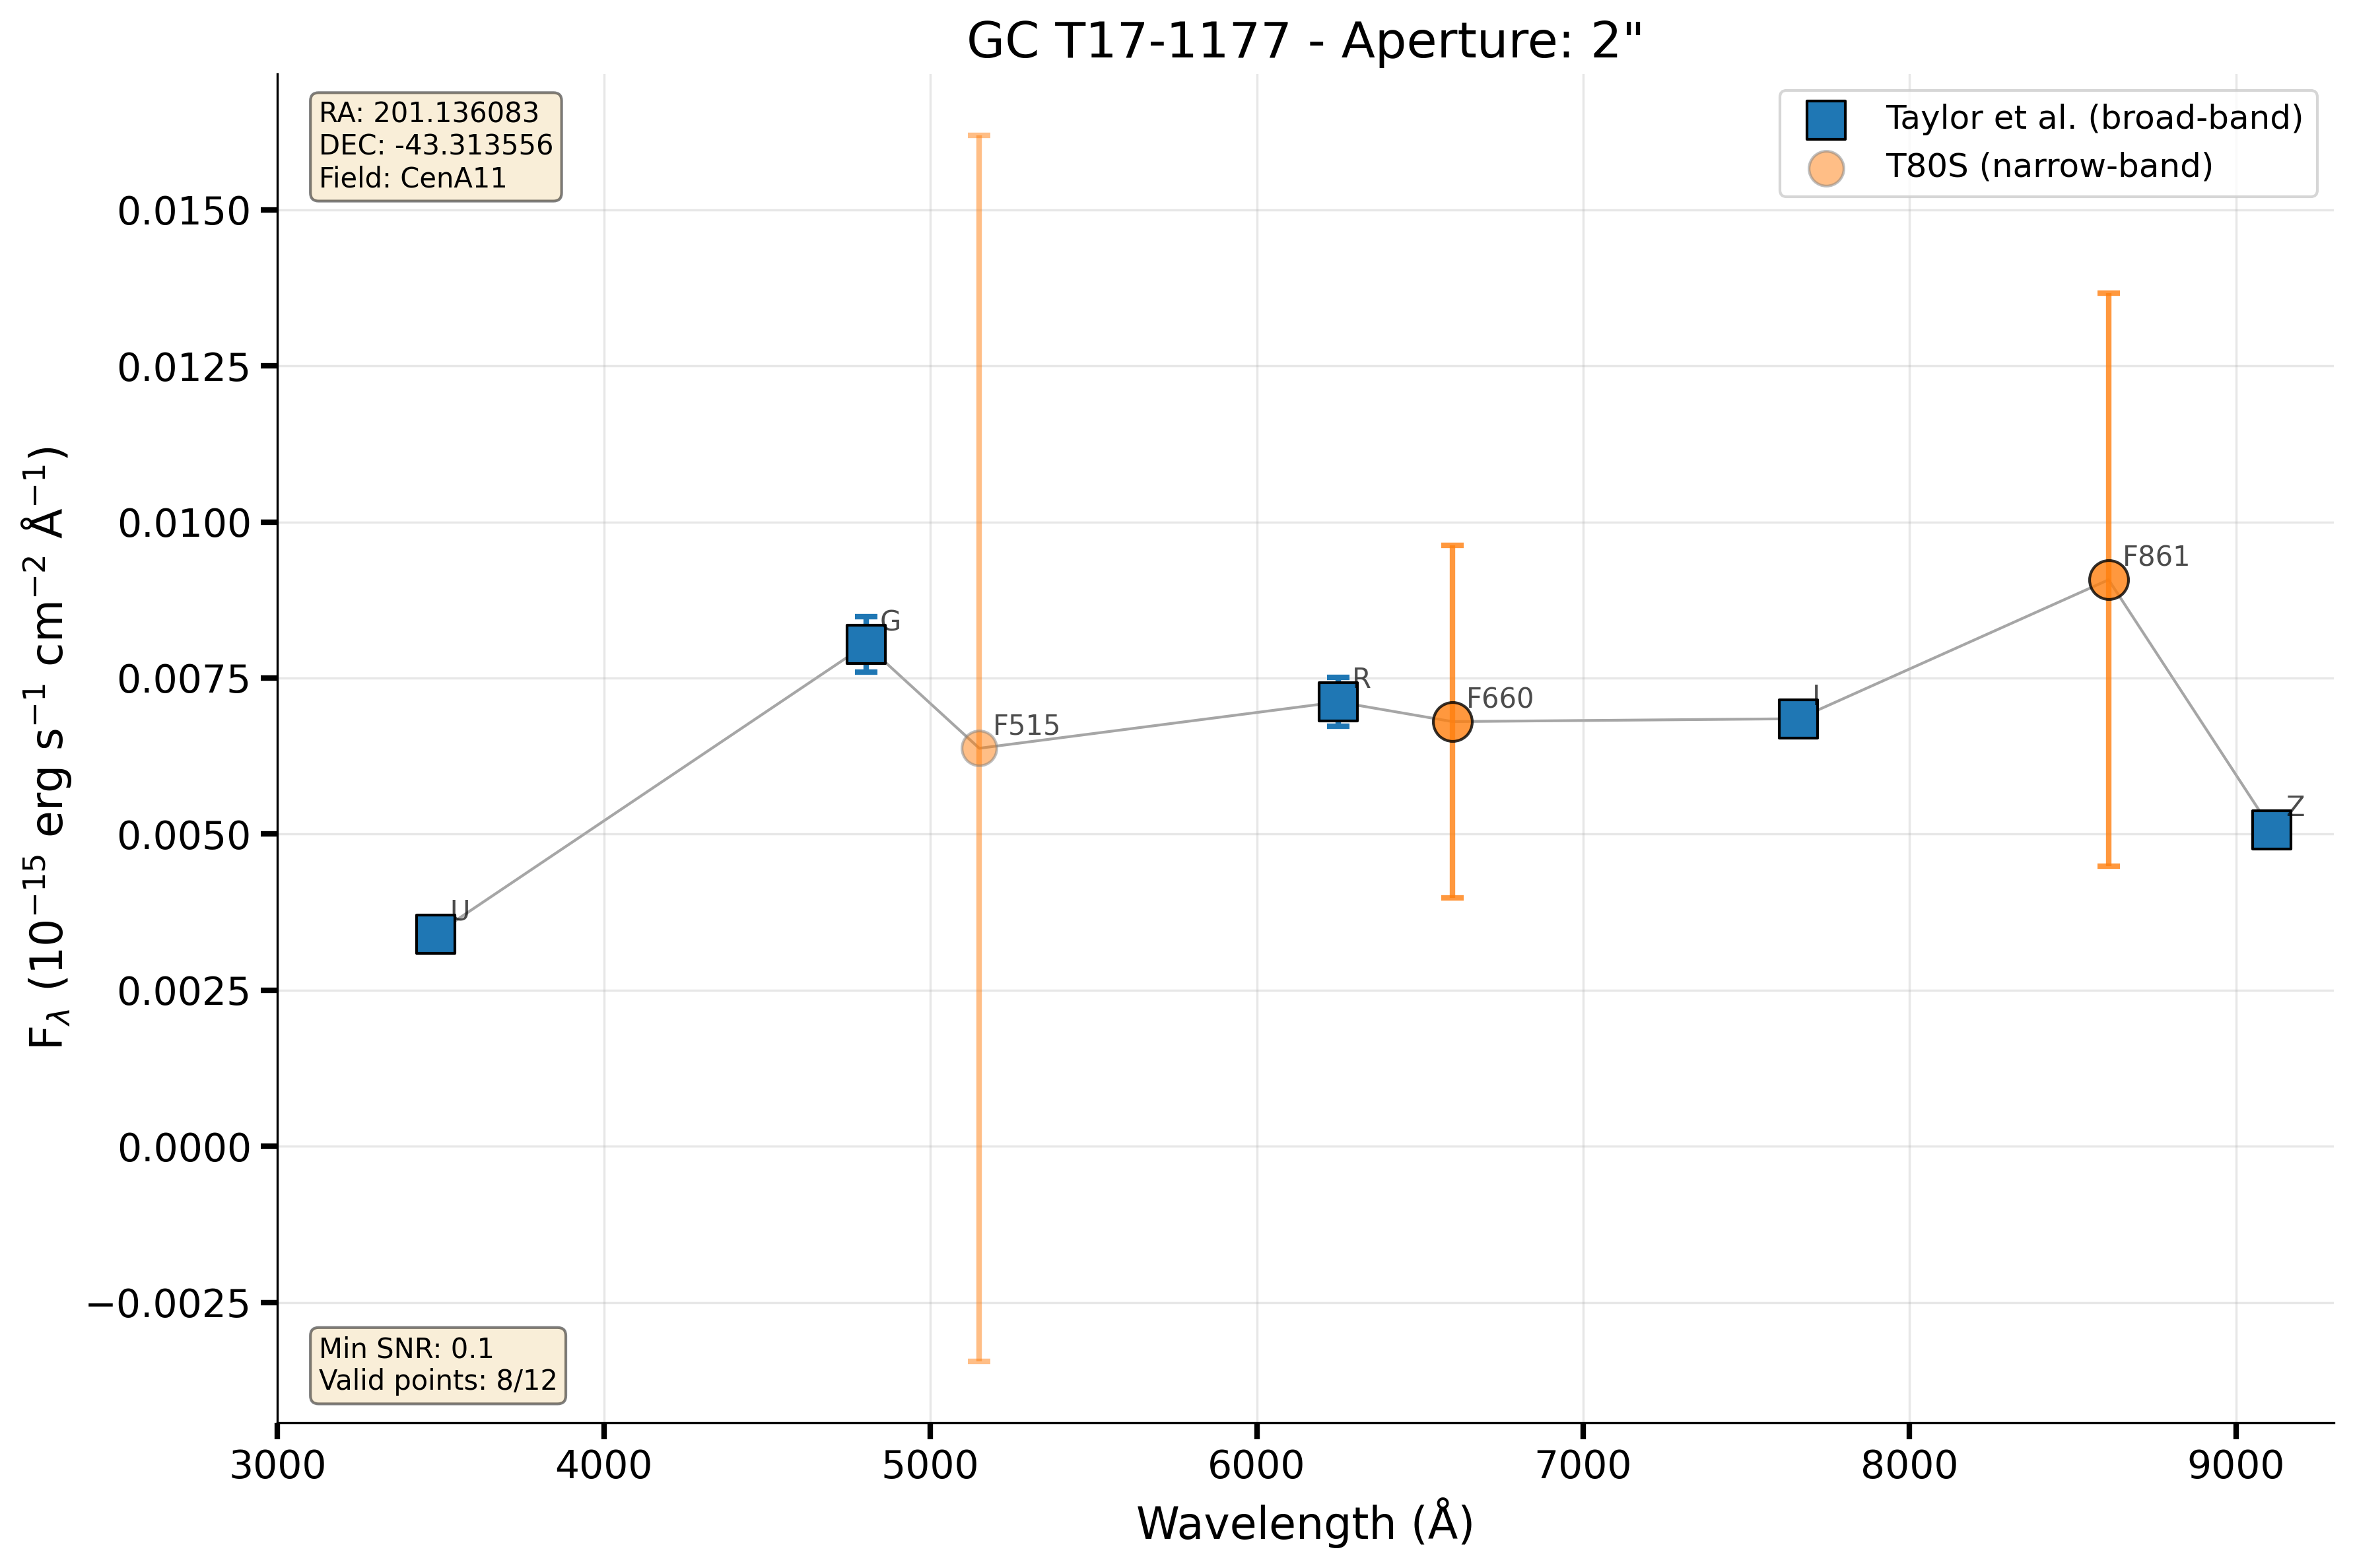 GC T17-1177 - Aperture: 2"
RA: 201.136083
DEC: -43.313556
Field: CenA11
Taylor et al. (broad-band)
T80S (narrow-band)
0.0150
0.0125
0.0100
0.0075
0.0050
0.0025
0.0000
−0.0025
F_λ (10⁻¹⁵ erg s⁻¹ cm⁻² Å⁻¹)
U
G
F515
R
F660
I
F861
Z
Min SNR: 0.1
Valid points: 8/12
3000 4000 5000 6000 7000 8000 9000
Wavelength (Å)